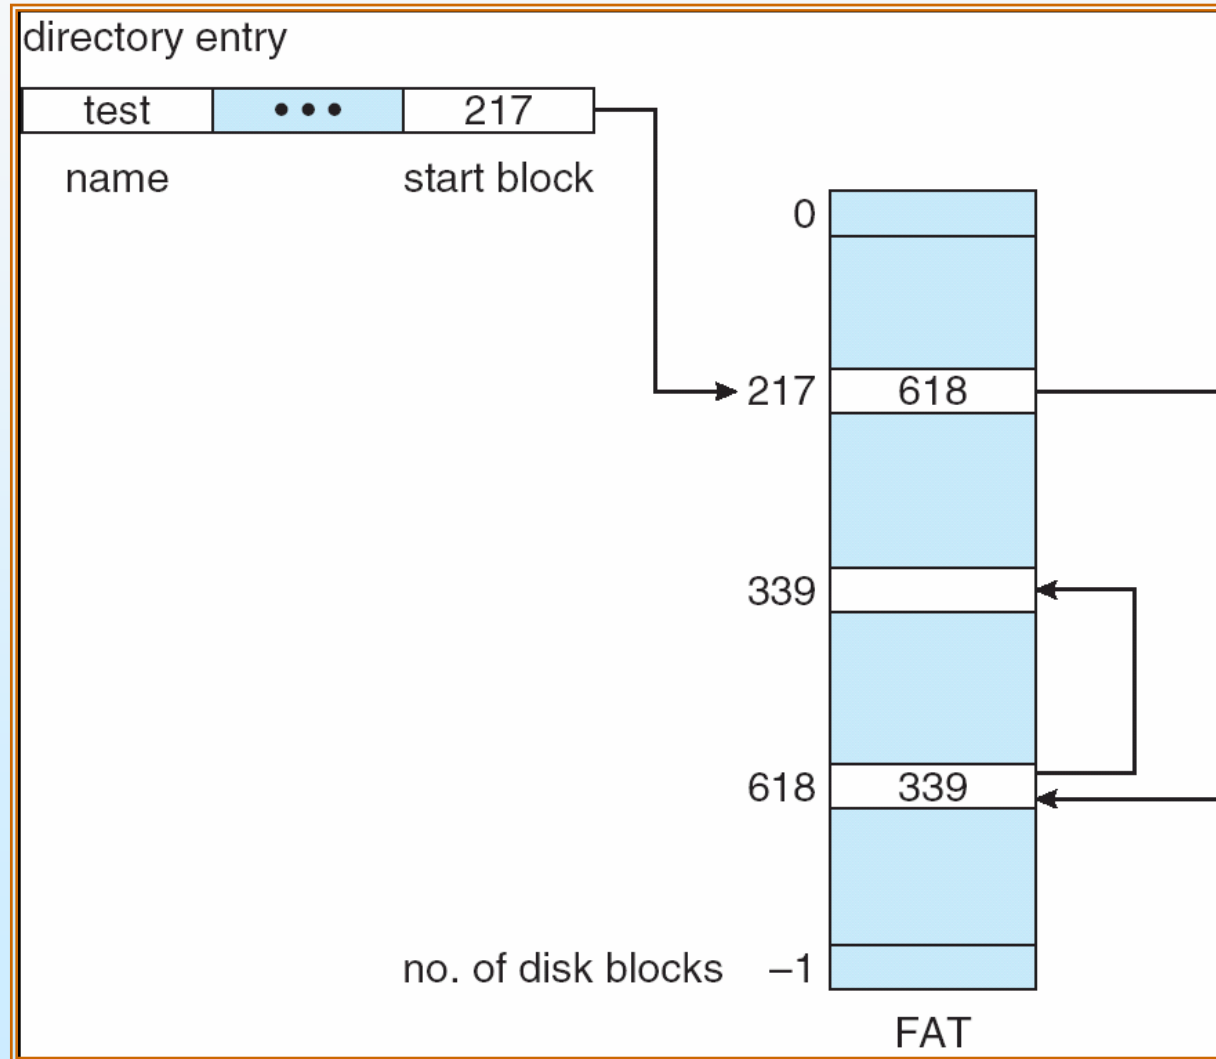 directory entry
test ••• 217
name start block
0
217 618
339
618 339
no. of disk blocks –1
FAT